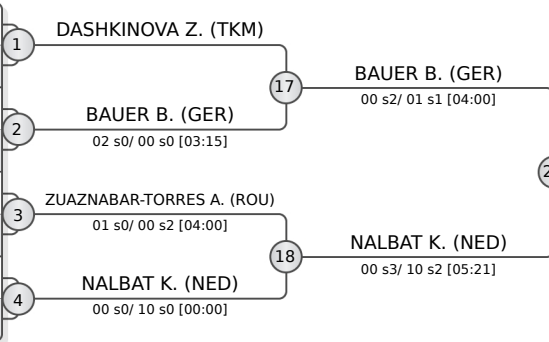 DASHKINOVA Z. (TKM)
1
17
BAUER B. (GER)
00 s2/ 01 s1 [04:00]
BAUER B. (GER)
2
02 s0/ 00 s0 [03:15]
ZUAZNABAR-TORRES A. (ROU)
3
01 s0/ 00 s2 [04:00]
18
NALBAT K. (NED)
00 s3/ 10 s2 [05:21]
NALBAT K. (NED)
4
00 s0/ 10 s0 [00:00]